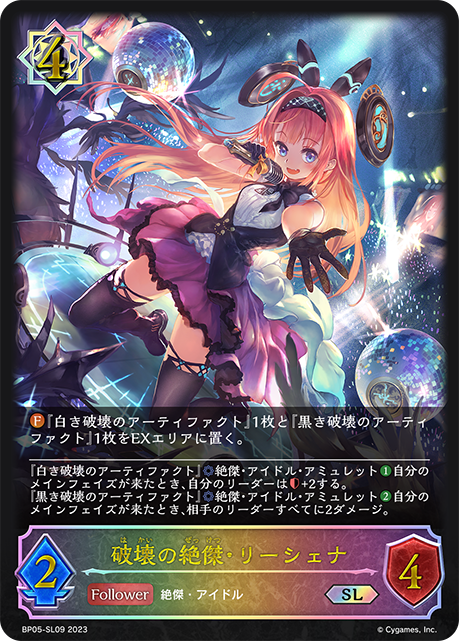 4
Ⓕ『白き破壊のアーティファクト』1枚と『黒き破壊のアーティ
ファクト』1枚をEXエリアに置く。
『白き破壊のアーティファクト』絶傑・アイドル・アミュレット①自分の
メインフェイズが来たとき、自分のリーダーは+2する。
『黒き破壊のアーティファクト』絶傑・アイドル・アミュレット②自分の
メインフェイズが来たとき、相手のリーダーすべてに2ダメージ。
はかい ぜっけつ
破壊の絶傑・リーシェナ
2
Follower 絶傑・アイドル SL
4
BP05-SL09 2023 © Cygames, Inc.